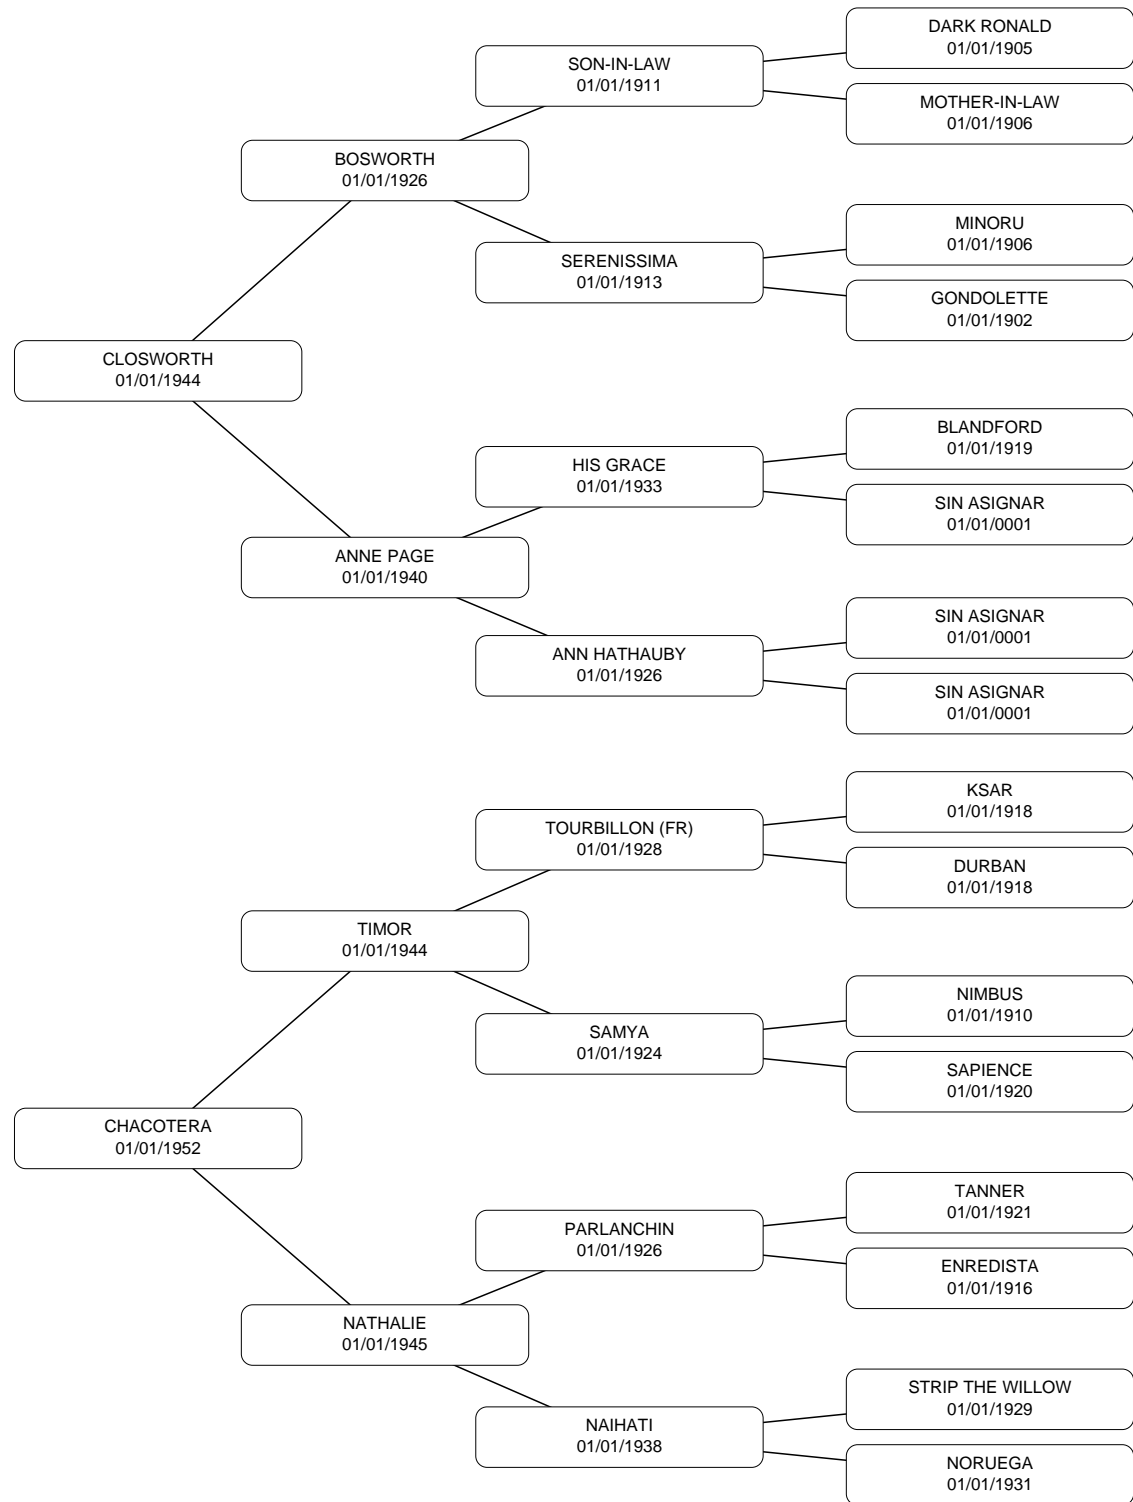 DARK RONALD
01/01/1905
SON-IN-LAW
01/01/1911
MOTHER-IN-LAW
01/01/1906
BOSWORTH
01/01/1926
MINORU
01/01/1906
SERENISSIMA
01/01/1913
GONDOLETTE
01/01/1902
CLOSWORTH
01/01/1944
BLANDFORD
01/01/1919
HIS GRACE
01/01/1933
SIN ASIGNAR
01/01/0001
ANNE PAGE
01/01/1940
SIN ASIGNAR
01/01/0001
ANN HATHAUBY
01/01/1926
SIN ASIGNAR
01/01/0001
KSAR
01/01/1918
TOURBILLON (FR)
01/01/1928
DURBAN
01/01/1918
TIMOR
01/01/1944
NIMBUS
01/01/1910
SAMYA
01/01/1924
SAPIENCE
01/01/1920
CHACOTERA
01/01/1952
TANNER
01/01/1921
PARLANCHIN
01/01/1926
ENREDISTA
01/01/1916
NATHALIE
01/01/1945
STRIP THE WILLOW
01/01/1929
NAIHATI
01/01/1938
NORUEGA
01/01/1931